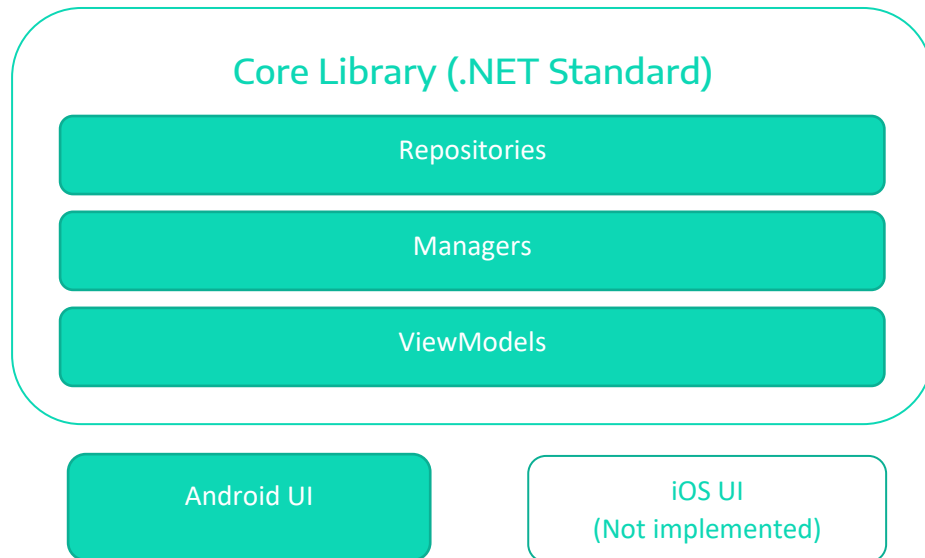 Core Library (.NET Standard)
Repositories
Managers
ViewModels
Android UI
iOS UI
(Not implemented)